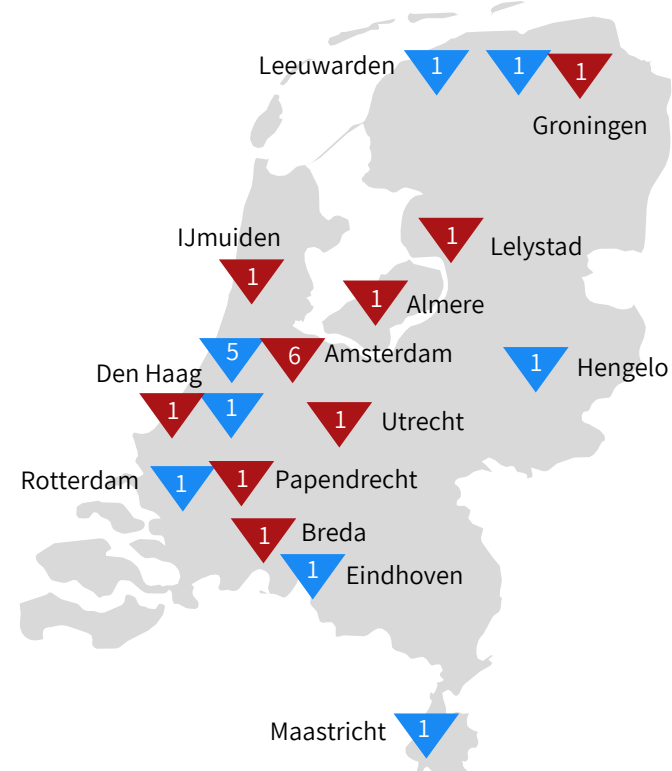 Leeuwarden 1 1 1
Groningen
IJmuiden
1
1 Lelystad
1 Almere
5 6 Amsterdam
1 Hengelo
Den Haag
1 1
1 Utrecht
Rotterdam 1
1 Papendrecht
1 Breda
1 Eindhoven
Maastricht 1